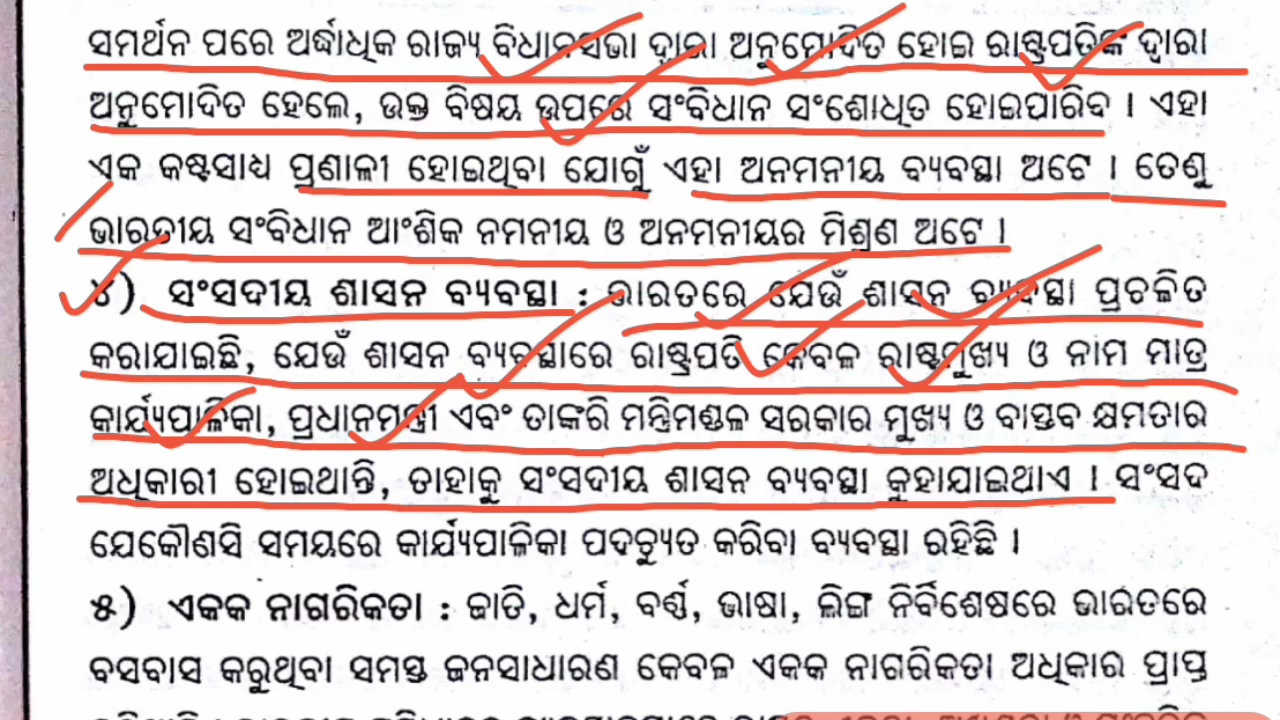 ସମର୍ଥନ ପରେ ଅର୍ଦ୍ଧାଧିକ ରାଜ୍ୟ ବିଧାନସଭା ଦ୍ୱାରା ଅନୁମୋଦିତ ହୋଇ ରାଷ୍ଟ୍ରପତିଙ୍କ ଦ୍ୱାରା
ଅନୁମୋଦିତ ହେଲେ, ଉକ୍ତ ବିଷୟ ଉପରେ ସଂବିଧାନ ସଂଶୋଧିତ ହୋଇପାରିବ । ଏହା
ଏକ କଷ୍ଟସାଧ୍ୟ ପ୍ରଣାଳୀ ହୋଇଥିବା ଯୋଗୁଁ ଏହା ଅନମନୀୟ ବ୍ୟବସ୍ଥା ଅଟେ । ତେଣୁ
ଭାରତୀୟ ସଂବିଧାନ ଆଂଶିକ ନମନୀୟ ଓ ଅନମନୀୟର ମିଶ୍ରଣ ଅଟେ ।
୪) ସଂସଦୀୟ ଶାସନ ବ୍ୟବସ୍ଥା : ଭାରତରେ ଯେଉଁ ଶାସନ ବ୍ୟବସ୍ଥା ପ୍ରଚଳିତ
କରାଯାଇଛି, ଯେଉଁ ଶାସନ ବ୍ୟବସ୍ଥାରେ ରାଷ୍ଟ୍ରପତି କେବଳ ରାଷ୍ଟ୍ରମୁଖ୍ୟ ଓ ନାମ ମାତ୍ର
କାର୍ଯ୍ୟପାଳିକା, ପ୍ରଧାନମନ୍ତ୍ରୀ ଏବଂ ତାଙ୍କରି ମନ୍ତ୍ରିମଣ୍ଡଳ ସରକାର ମୁଖ୍ୟ ଓ ବାସ୍ତବ କ୍ଷମତାର
ଅଧିକାରୀ ହୋଇଥାନ୍ତି, ତାହାକୁ ସଂସଦୀୟ ଶାସନ ବ୍ୟବସ୍ଥା କୁହାଯାଇଥାଏ । ସଂସଦ
ଯେକୌଣସି ସମୟରେ କାର୍ଯ୍ୟପାଳିକା ପଦଚ୍ୟୁତ କରିବା ବ୍ୟବସ୍ଥା ରହିଛି ।
୫) ଏକକ ନାଗରିକତା : ଜାତି, ଧର୍ମ, ବର୍ଣ୍ଣ, ଭାଷା, ଲିଙ୍ଗ ନିର୍ବିଶେଷରେ ଭାରତରେ
ବସବାସ କରୁଥିବା ସମସ୍ତ ଜନସାଧାରଣ କେବଳ ଏକକ ନାଗରିକତା ଅଧିକାର ପ୍ରାପ୍ତ